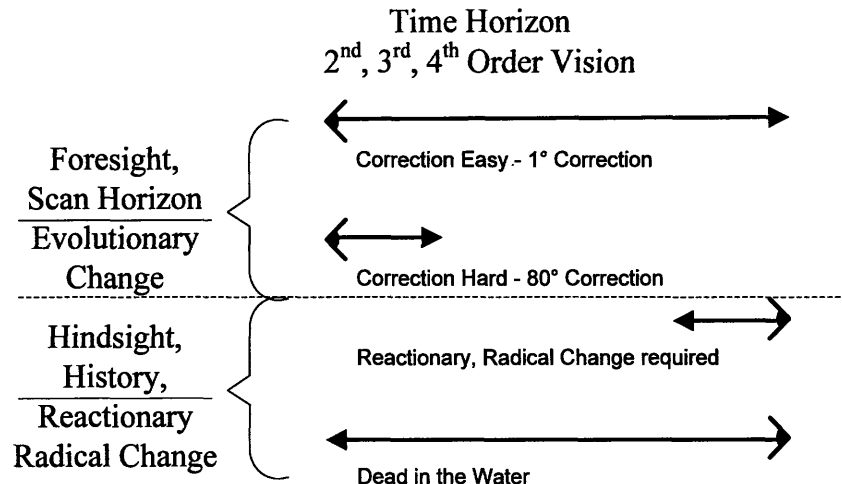 Time Horizon
2nd, 3rd, 4th Order Vision
Foresight,
Scan Horizon
Evolutionary
Change
Correction Easy - 1° Correction
Correction Hard - 80° Correction
Hindsight,
History,
Reactionary
Radical Change
Reactionary, Radical Change required
Dead in the Water